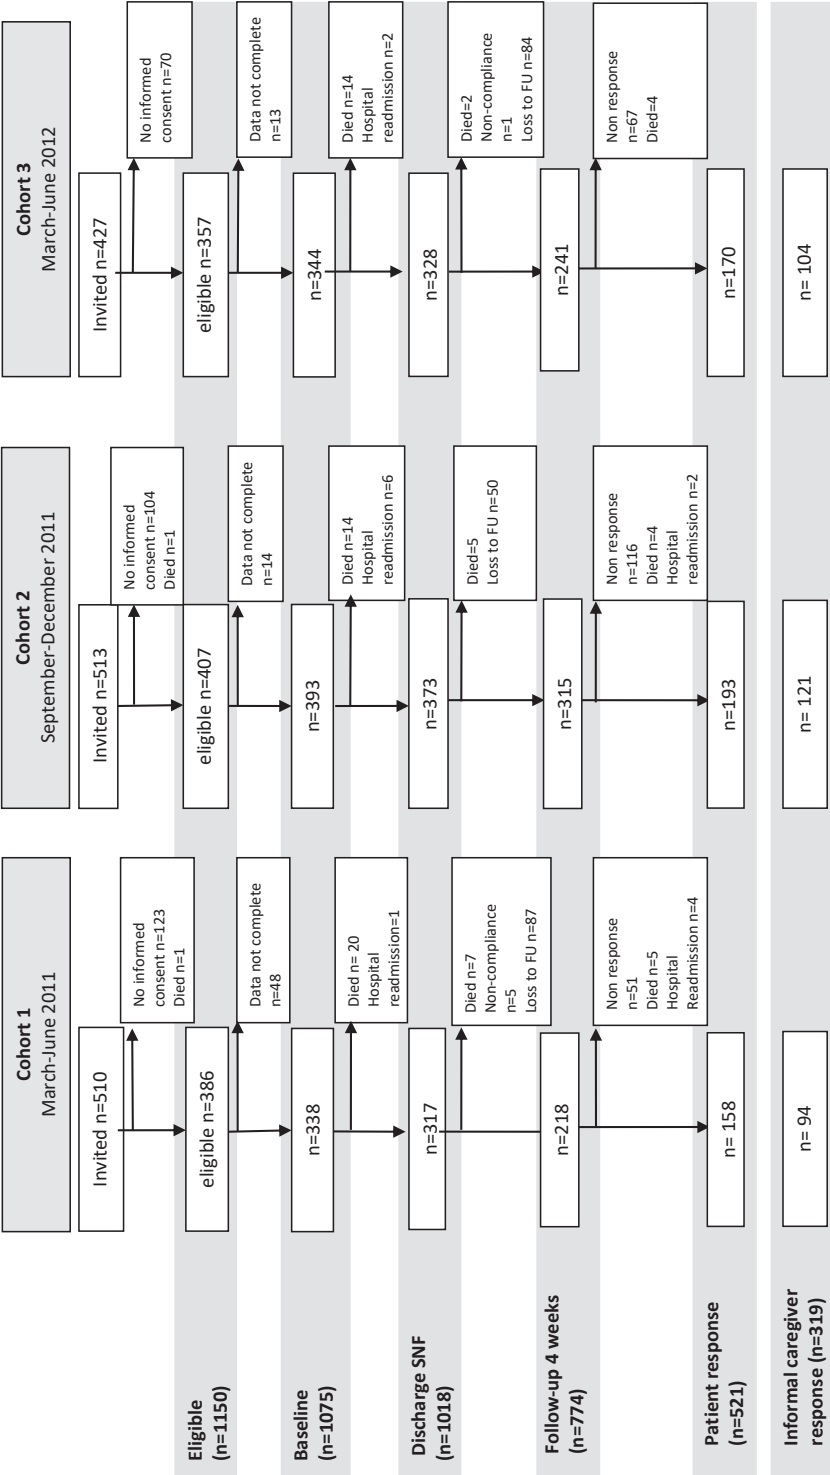 Cohort 1
March-June 2011
Cohort 2
September-December 2011
Cohort 3
March-June 2012
Invited n=510
No informed
consent n=123
Died n=1
Invited n=513
No informed
consent n=104
Died n=1
Invited n=427
No informed
consent n=70
Eligible
(n=1150)
eligible n=386
Data not complete
n=48
eligible n=407
Data not complete
n=14
eligible n=357
Data not complete
n=13
Baseline
(n=1075)
n=338
Died n= 20
Hospital
readmission=1
n=393
Died n=14
Hospital
readmission n=6
n=344
Died n=14
Hospital
readmission n=2
Discharge SNF
(n=1018)
n=317
Died n=7
Non-compliance
n=5
Loss to FU n=87
n=373
Died=5
Loss to FU n=50
n=328
Died=2
Non-compliance
n=1
Loss to FU n=84
Follow-up 4 weeks
(n=774)
n=218
Non response
n=51
Died n=5
Hospital
Readmission n=4
n=315
Non response
n=116
Died n=4
Hospital
readmission n=2
n=241
Non response
n=67
Died=4
Patient response
(n=521)
n= 158
n=193
n=170
Informal caregiver
response (n=319)
n= 94
n= 121
n= 104